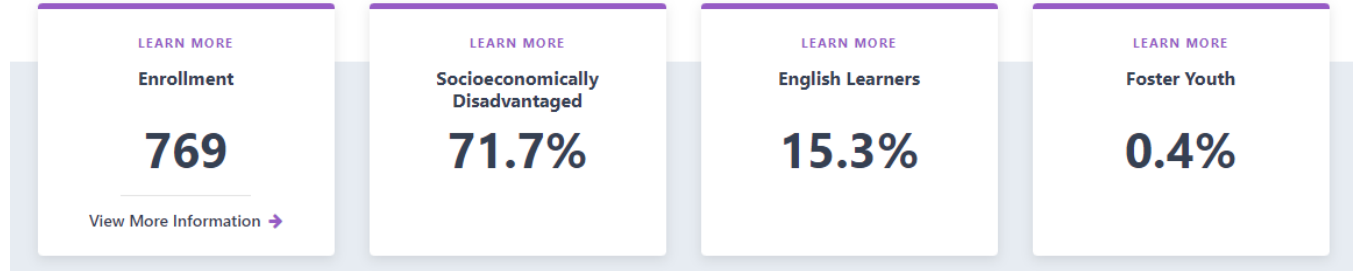 LEARN MORE
Enrollment
769
View More Information
LEARN MORE
Socioeconomically
Disadvantaged
71.7%
LEARN MORE
English Learners
15.3%
LEARN MORE
Foster Youth
0.4%